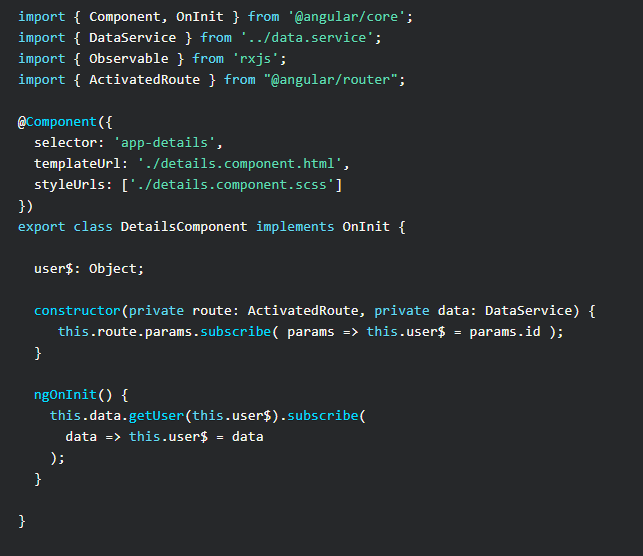 import { Component, OnInit } from '@angular/core';
import { DataService } from '../data.service';
import { Observable } from 'rxjs';
import { ActivatedRoute } from "@angular/router";

@Component({
  selector: 'app-details',
  templateUrl: './details.component.html',
  styleUrls: ['./details.component.scss']
})
export class DetailsComponent implements OnInit {

  user$: Object;

  constructor(private route: ActivatedRoute, private data: DataService) {
     this.route.params.subscribe( params => this.user$ = params.id );
  }

  ngOnInit() {
    this.data.getUser(this.user$).subscribe(
      data => this.user$ = data
    );
  }

}